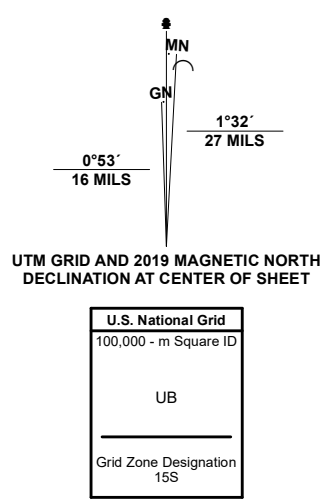 MN
GN
1°32´
27 MILS
0°53´
16 MILS
UTM GRID AND 2019 MAGNETIC NORTH
DECLINATION AT CENTER OF SHEET
U.S. National Grid
100,000 - m Square ID
UB
Grid Zone Designation
15S